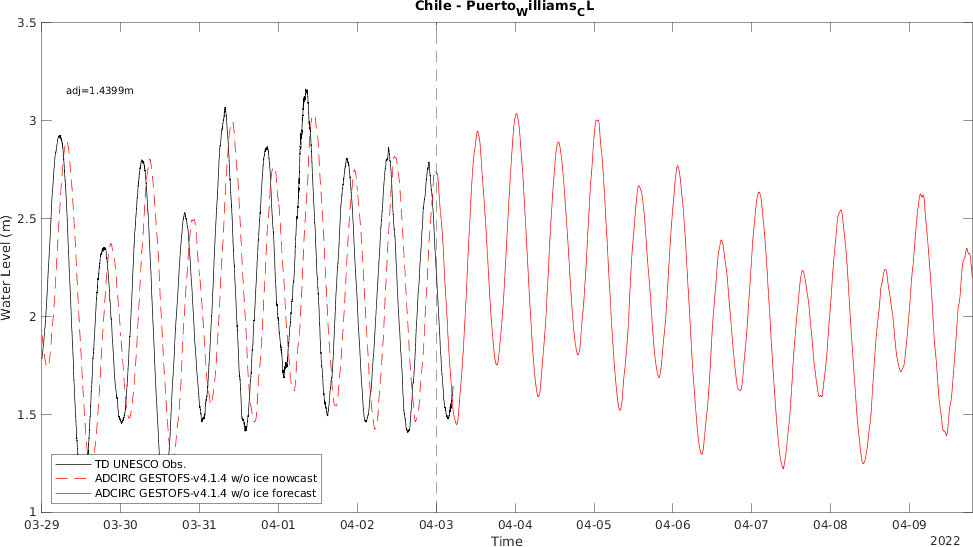 Chile - PuertoWilliamsCL
3.5
adj=1.4399m
3
2.5
Water Level (m)
2
1.5
TD UNESCO Obs.
ADCIRC GESTOFS-v4.1.4 w/o ice nowcast
ADCIRC GESTOFS-v4.1.4 w/o ice forecast
1
03-29 03-30 03-31 04-01 04-02 04-03 04-04 04-05 04-06 04-07 04-08 04-09
Time
2022